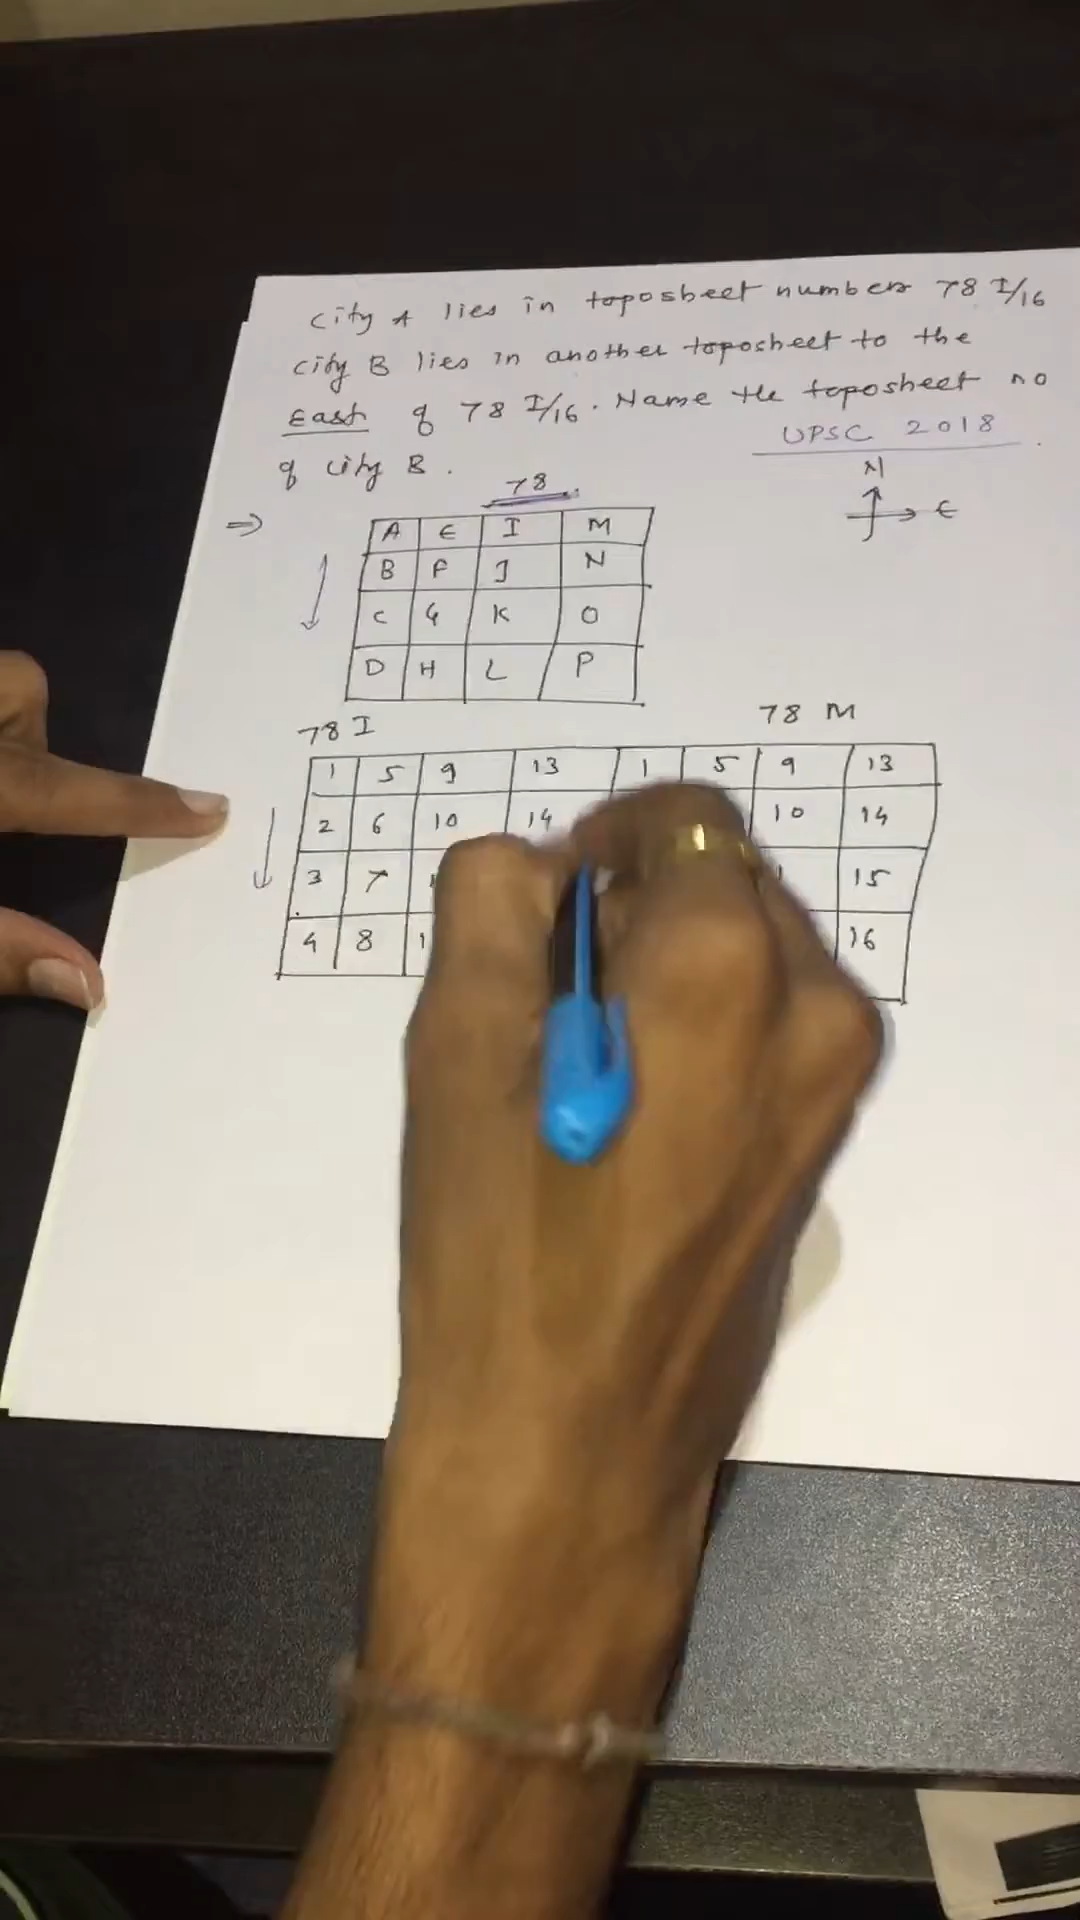 City A lies in toposheet number 78 I/16
City B lies in another toposheet to the
East of 78 I/16. Name the toposheet no
of city B.
UPSC 2018
N
E
⇒
78
A E I M
B F J N
C G K O
D H L P
78 I
78 M
1 5 9 13 1 5 9 13
2 6 10 14 10 14
3 7 15
4 8 16